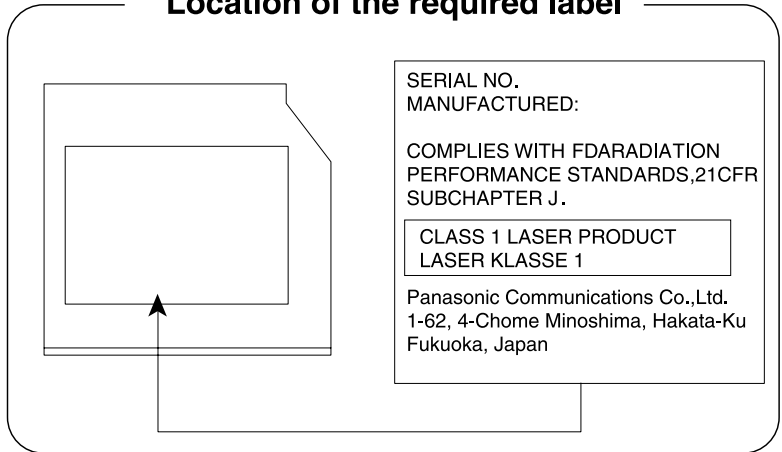 Location of the required label
SERIAL NO.
MANUFACTURED:
COMPLIES WITH FDARADIATION
PERFORMANCE STANDARDS,21CFR
SUBCHAPTER J.
CLASS 1 LASER PRODUCT
LASER KLASSE 1
Panasonic Communications Co.,Ltd.
1-62, 4-Chome Minoshima, Hakata-Ku
Fukuoka, Japan